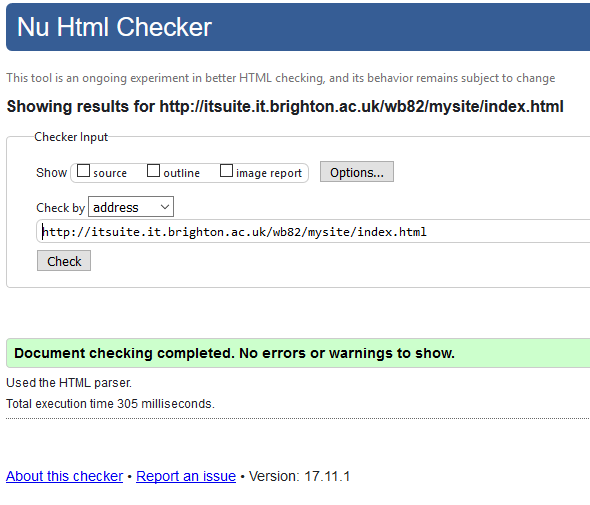 Nu Html Checker
This tool is an ongoing experiment in better HTML checking, and its behavior remains subject to change
Showing results for http://itsuite.it.brighton.ac.uk/wb82/mysite/index.html
Checker Input
Show source outline image report Options...
Check by address
http://itsuite.it.brighton.ac.uk/wb82/mysite/index.html
Check
Document checking completed. No errors or warnings to show.
Used the HTML parser.
Total execution time 305 milliseconds.
About this checker • Report an issue • Version: 17.11.1